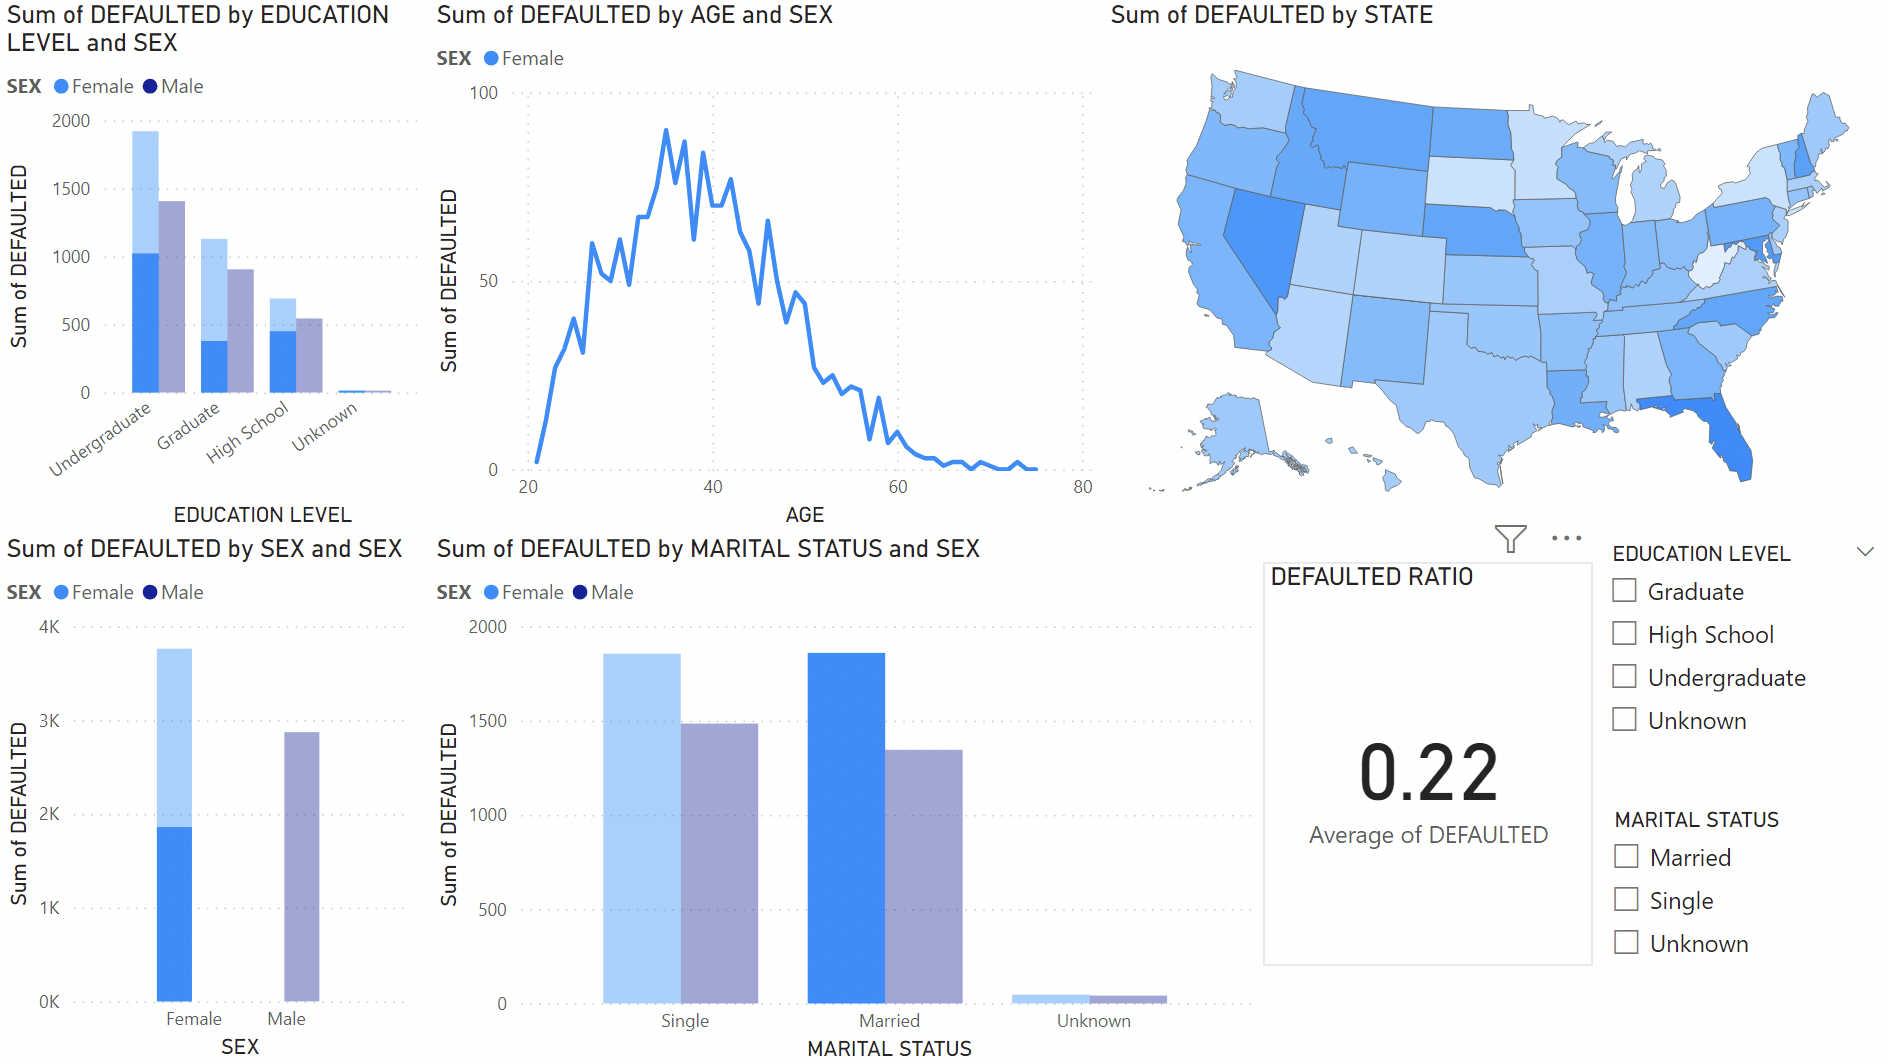 Sum of DEFAULTED by EDUCATION
LEVEL and SEX
SEX Female Male
2000
1500
1000
500
0
Sum of DEFAULTED
Undergraduate
Graduate
High School
Unknown
EDUCATION LEVEL
Sum of DEFAULTED by AGE and SEX
SEX Female
100
50
0
Sum of DEFAULTED
20 40 60 80
AGE
Sum of DEFAULTED by STATE
Sum of DEFAULTED by SEX and SEX
SEX Female Male
4K
3K
2K
1K
0K
Sum of DEFAULTED
Female Male
SEX
Sum of DEFAULTED by MARITAL STATUS and SEX
SEX Female Male
2000
1500
1000
500
0
Sum of DEFAULTED
Single Married Unknown
MARITAL STATUS
DEFAULTED RATIO
0.22
Average of DEFAULTED
EDUCATION LEVEL
Graduate
High School
Undergraduate
Unknown
MARITAL STATUS
Married
Single
Unknown